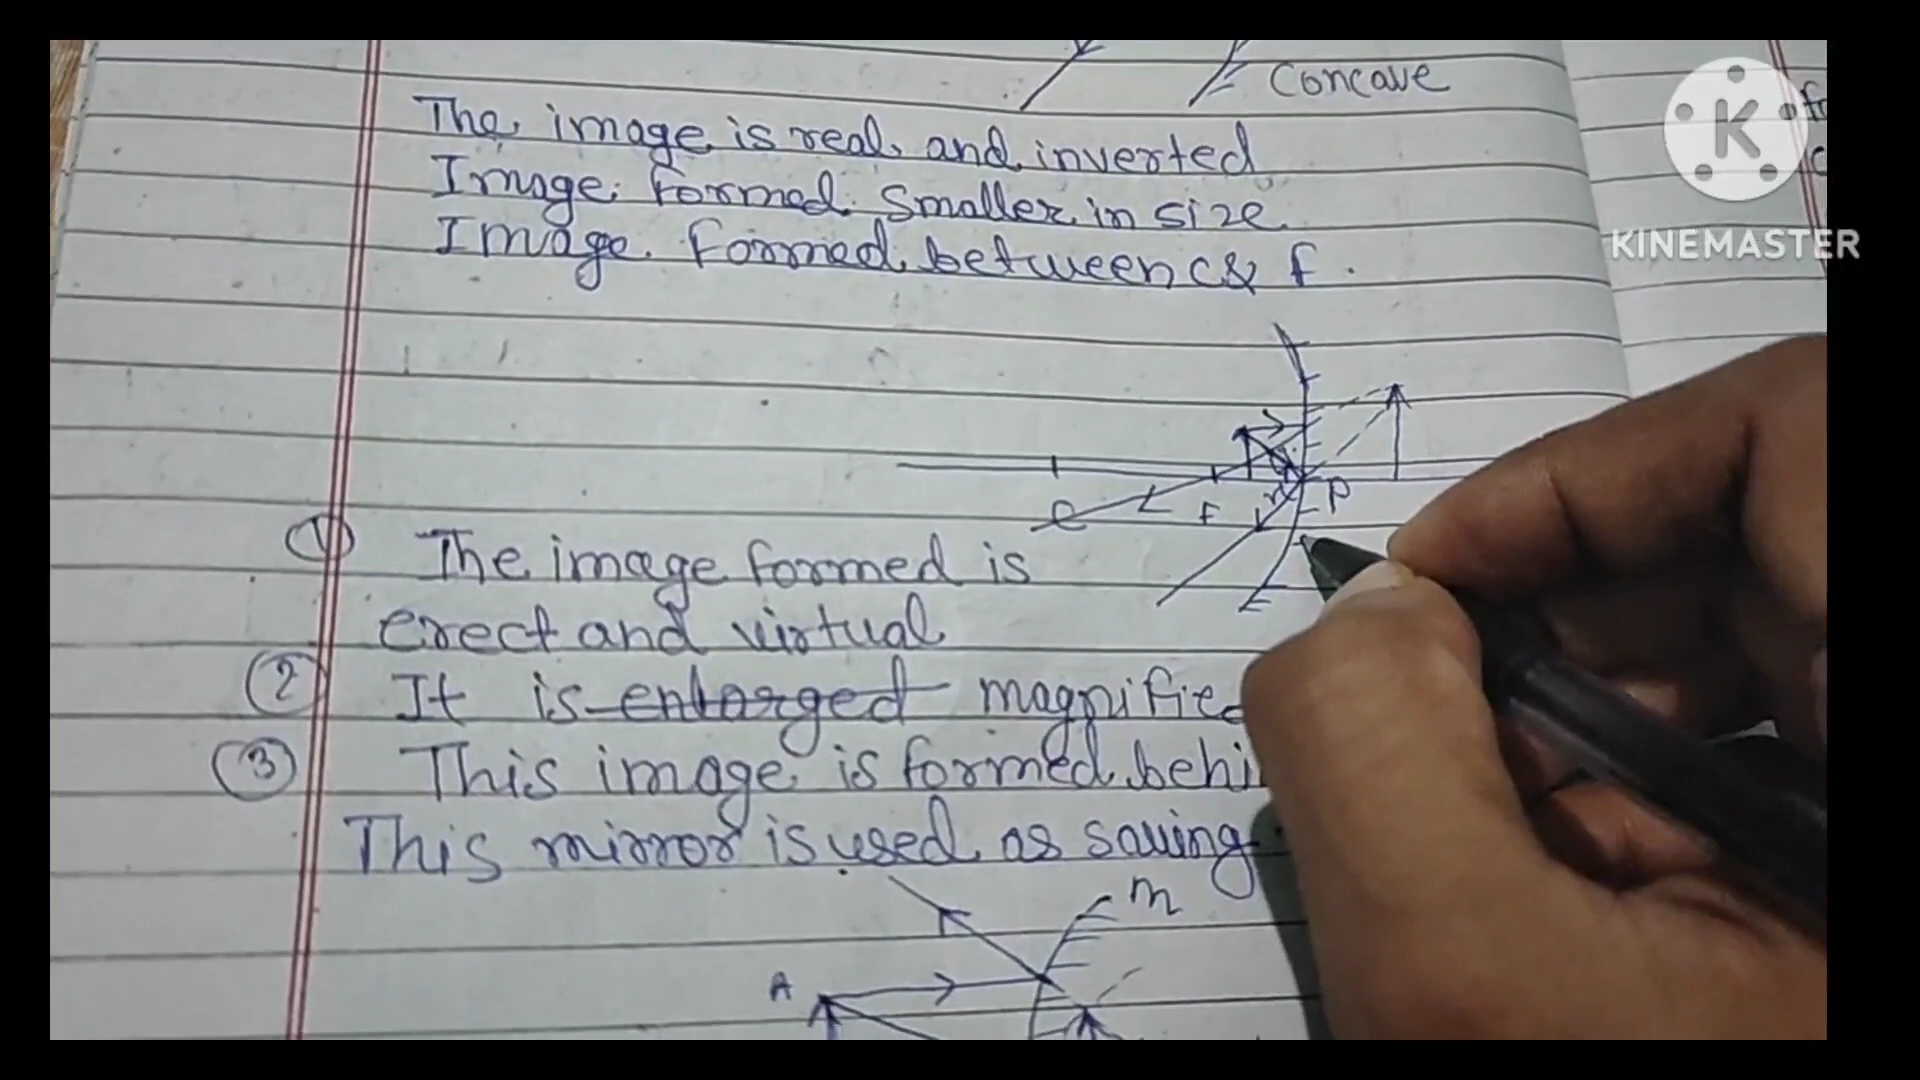 Concave
The image is real and inverted
Image formed smaller in size
Image formed between C & F.
K
KINEMASTER
C F P
① The image formed is
erect and virtual
② It is enlarged magnified
③ This image is formed behi
This mirror is used as saving
m
A